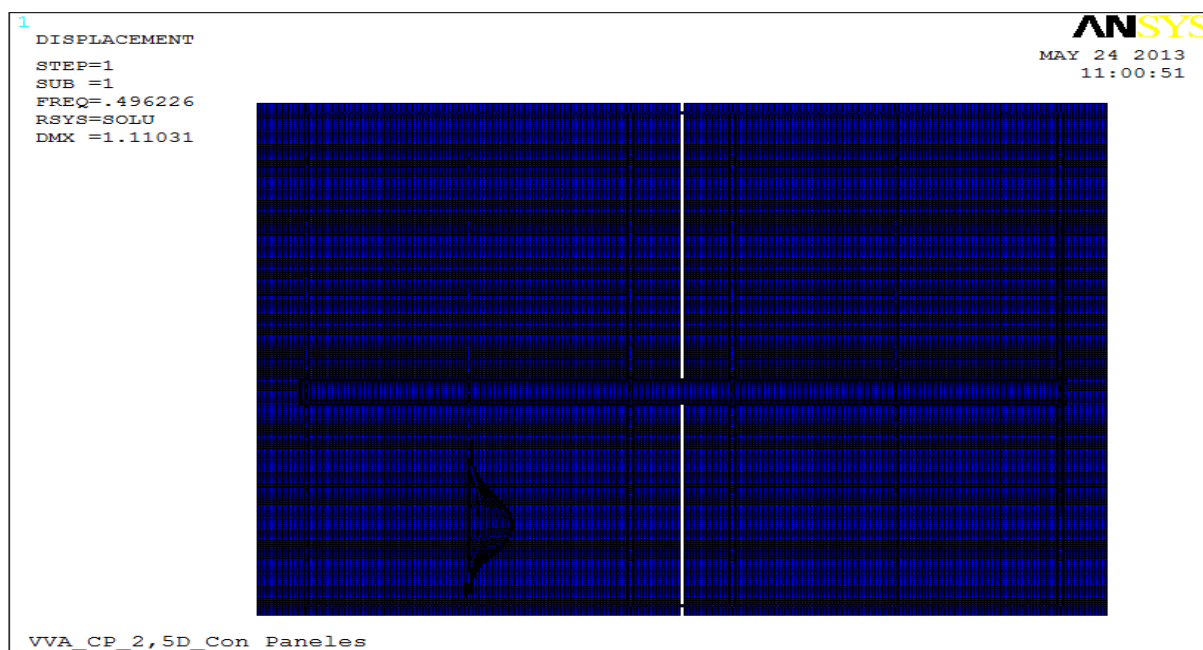 1
DISPLACEMENT
STEP=1
SUB =1
FREQ=.496226
RSYS=SOLU
DMX =1.11031
ANSYS
MAY 24 2013
11:00:51
VVA_CP_2,5D_Con Paneles